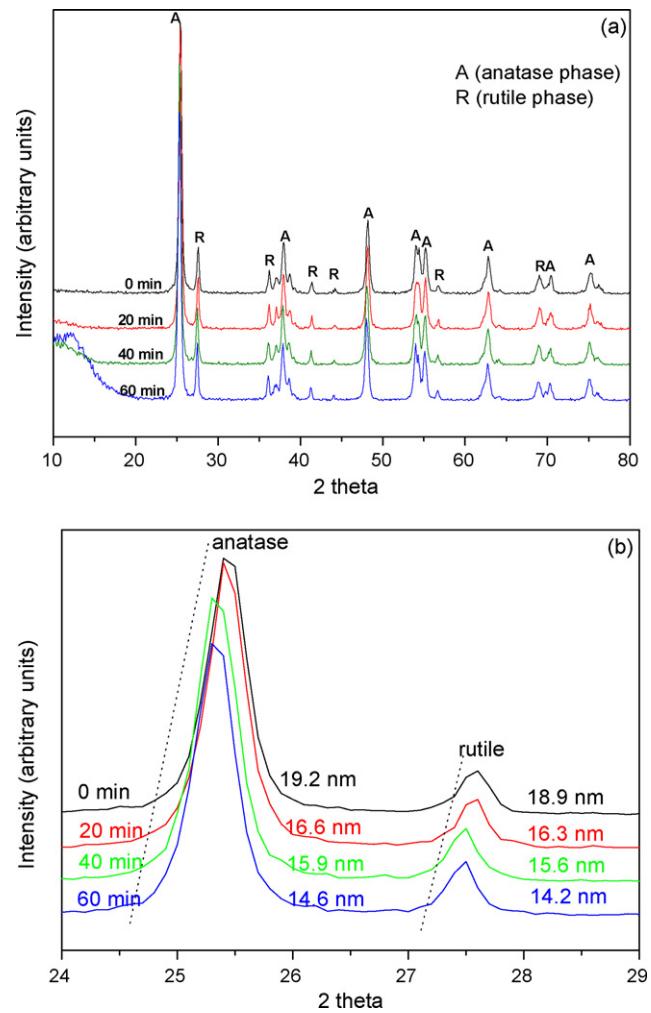 (a)
A
A (anatase phase)
R (rutile phase)
R
R
A
R
R
A
A
A
R
A
R
A
A
0 min
20 min
40 min
60 min
Intensity (arbitrary units)
10 20 30 40 50 60 70 80
2 theta
(b)
anatase
rutile
0 min 19.2 nm 18.9 nm
20 min 16.6 nm 16.3 nm
40 min 15.9 nm 15.6 nm
60 min 14.6 nm 14.2 nm
Intensity (arbitrary units)
24 25 26 27 28 29
2 theta